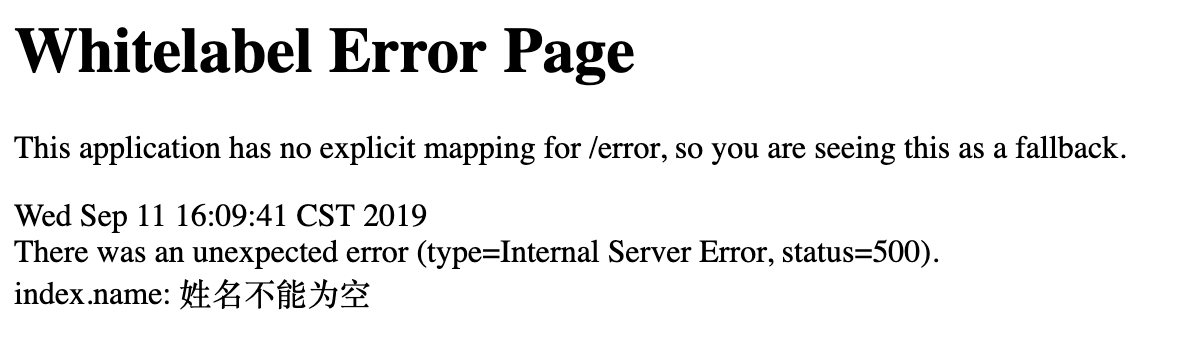 Whitelabel Error Page
This application has no explicit mapping for /error, so you are seeing this as a fallback.
Wed Sep 11 16:09:41 CST 2019
There was an unexpected error (type=Internal Server Error, status=500).
index.name: 姓名不能为空